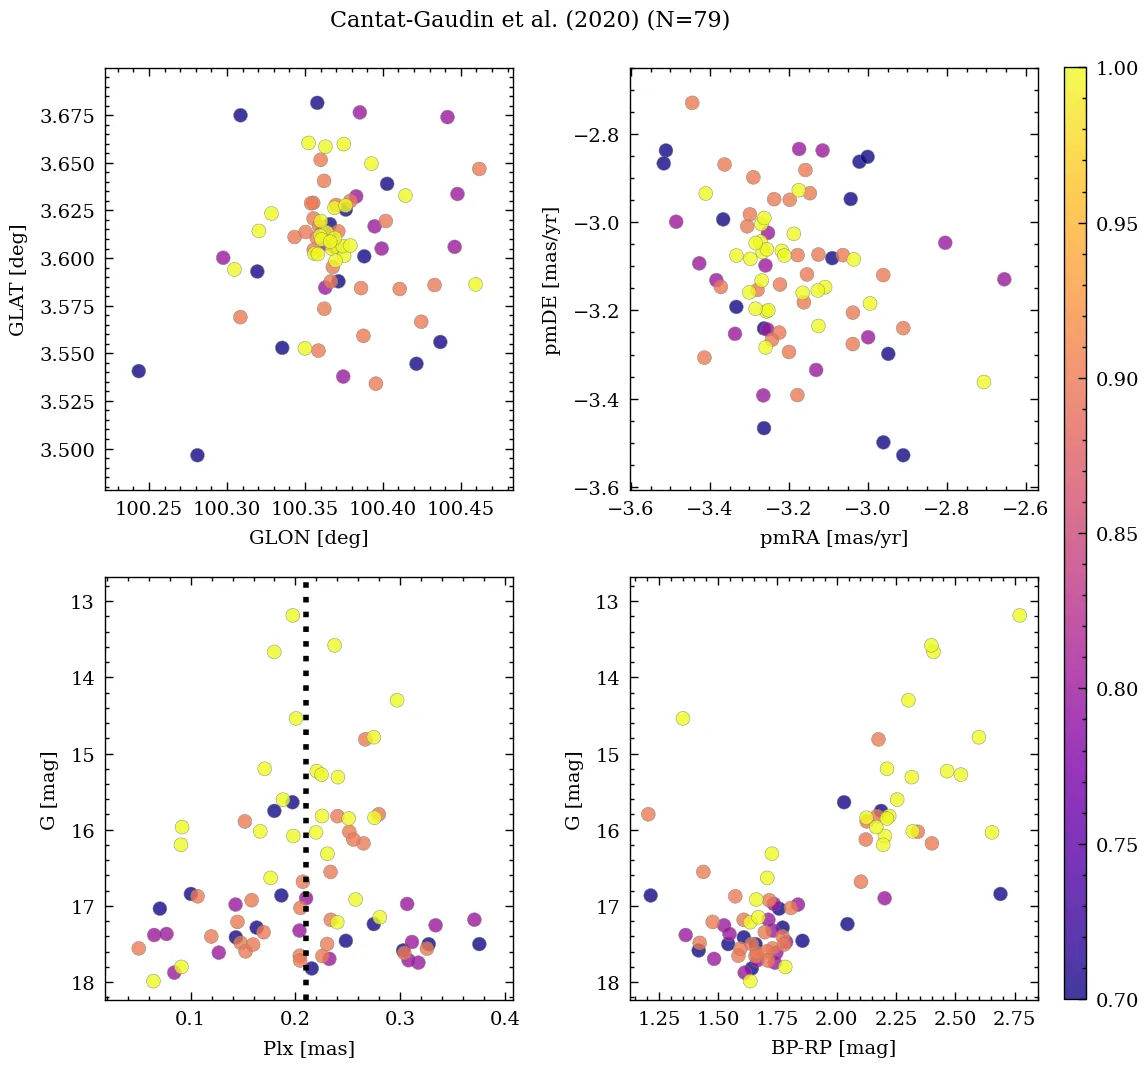 Cantat-Gaudin et al. (2020) (N=79)
3.675
3.650
3.625
3.600
3.575
3.550
3.525
3.500
GLAT [deg]
100.25 100.30 100.35 100.40 100.45
GLON [deg]
−2.8
−3.0
−3.2
−3.4
−3.6
pmDE [mas/yr]
−3.6 −3.4 −3.2 −3.0 −2.8 −2.6
pmRA [mas/yr]
13
14
15
16
17
18
G [mag]
0.1 0.2 0.3 0.4
Plx [mas]
13
14
15
16
17
18
G [mag]
1.25 1.50 1.75 2.00 2.25 2.50 2.75
BP-RP [mag]
1.00
0.95
0.90
0.85
0.80
0.75
0.70